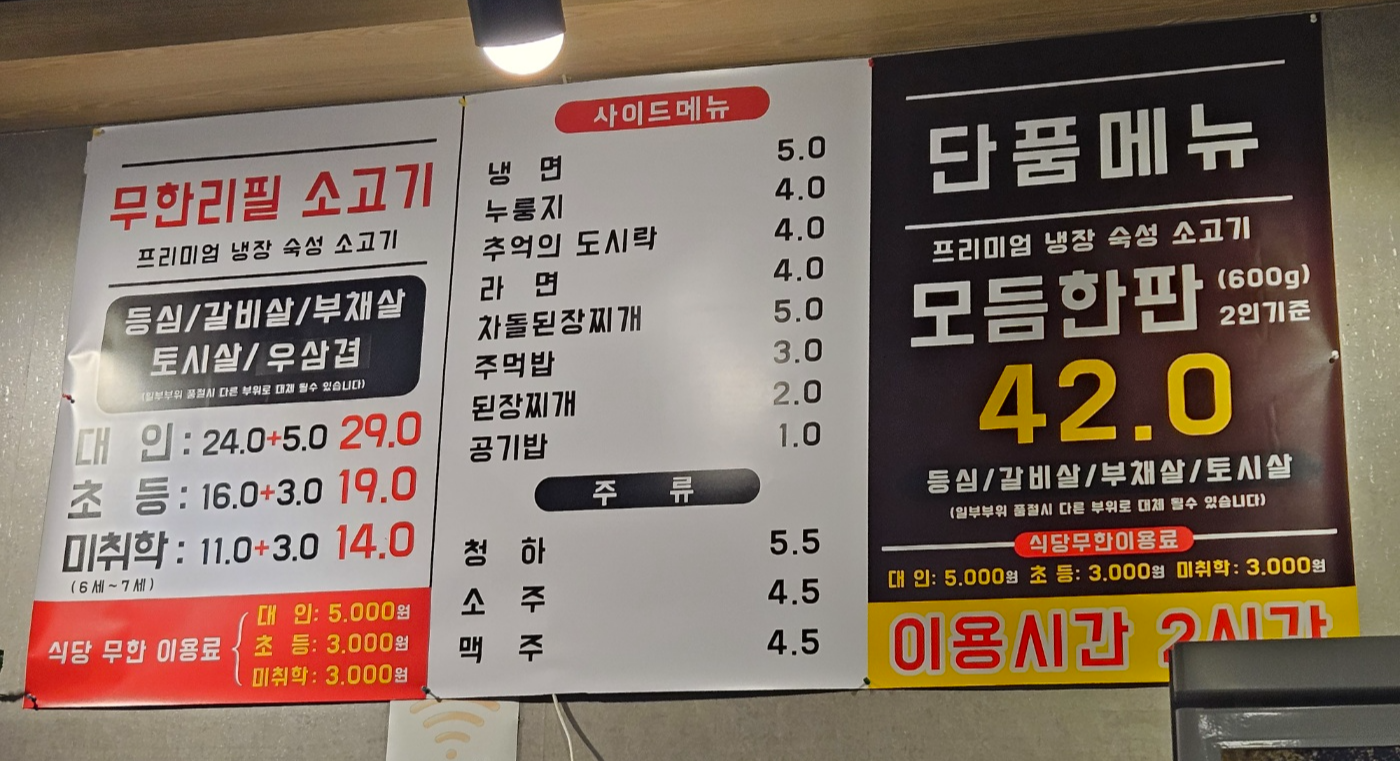 무한리필 소고기
프리미엄 냉장 숙성 소고기
등심/갈비살/부채살
토시살/우삼겹
(일부부위 품절시 다른 부위로 대체 될수 있습니다)
대 인 : 24.0+5.0 29.0
초 등 : 16.0+3.0 19.0
미취학 : 11.0+3.0 14.0
(6세~7세)
식당 무한 이용료
대 인: 5.000원
초 등: 3.000원
미취학: 3.000원
사이드메뉴
냉 면 5.0
누룽지 4.0
추억의 도시락 4.0
라 면 4.0
차돌된장찌개 5.0
주먹밥 3.0
된장찌개 2.0
공기밥 1.0
주 류
청 하 5.5
소 주 4.5
맥 주 4.5
단품메뉴
프리미엄 냉장 숙성 소고기
모듬한판 (600g)
2인기준
42.0
등심/갈비살/부채살/토시살
(일부부위 품절시 다른 부위로 대체 될수 있습니다)
식당무한이용료
대 인: 5.000원 초 등: 3.000원 미취학: 3.000원
이용시간 2시간